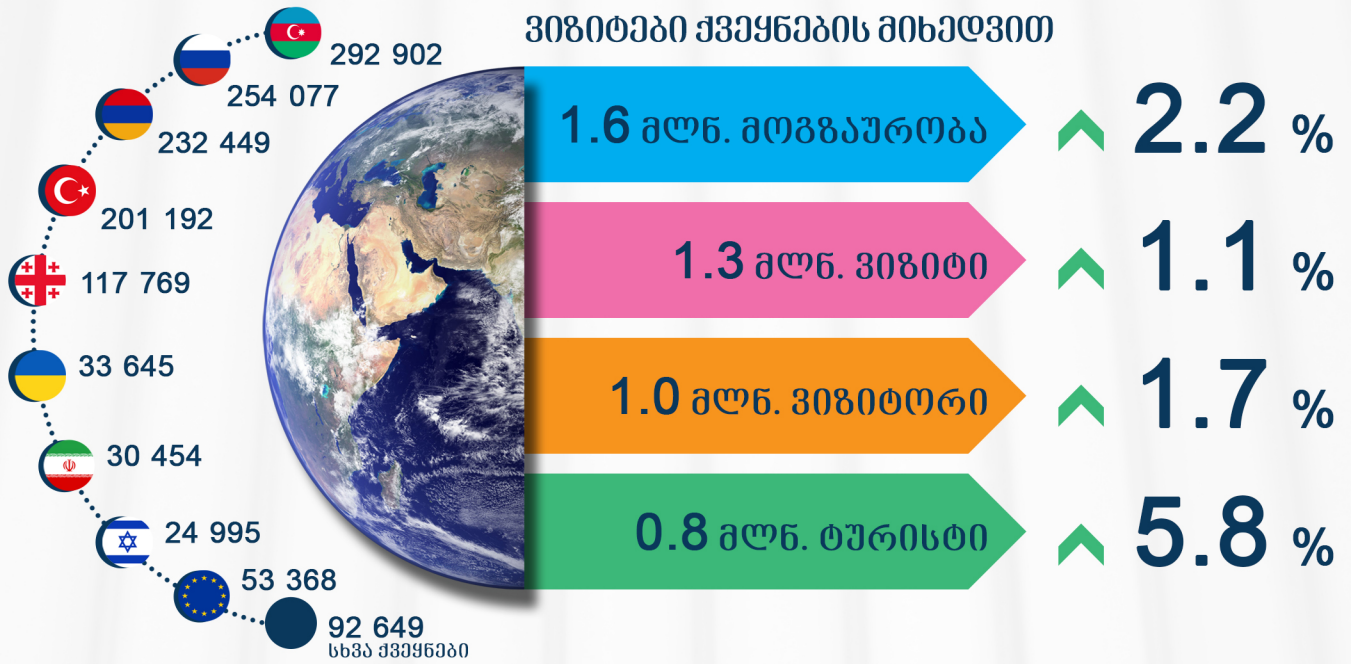 ვიზიტები ქვეყნების მიხედვით
292 902
254 077
232 449
201 192
117 769
33 645
30 454
24 995
53 368
92 649
სხვა ქვეყნები
1.6 მლნ. მოგზაურობა
2.2 %
1.3 მლნ. ვიზიტი
1.1 %
1.0 მლნ. ვიზიტორი
1.7 %
0.8 მლნ. ტურისტი
5.8 %